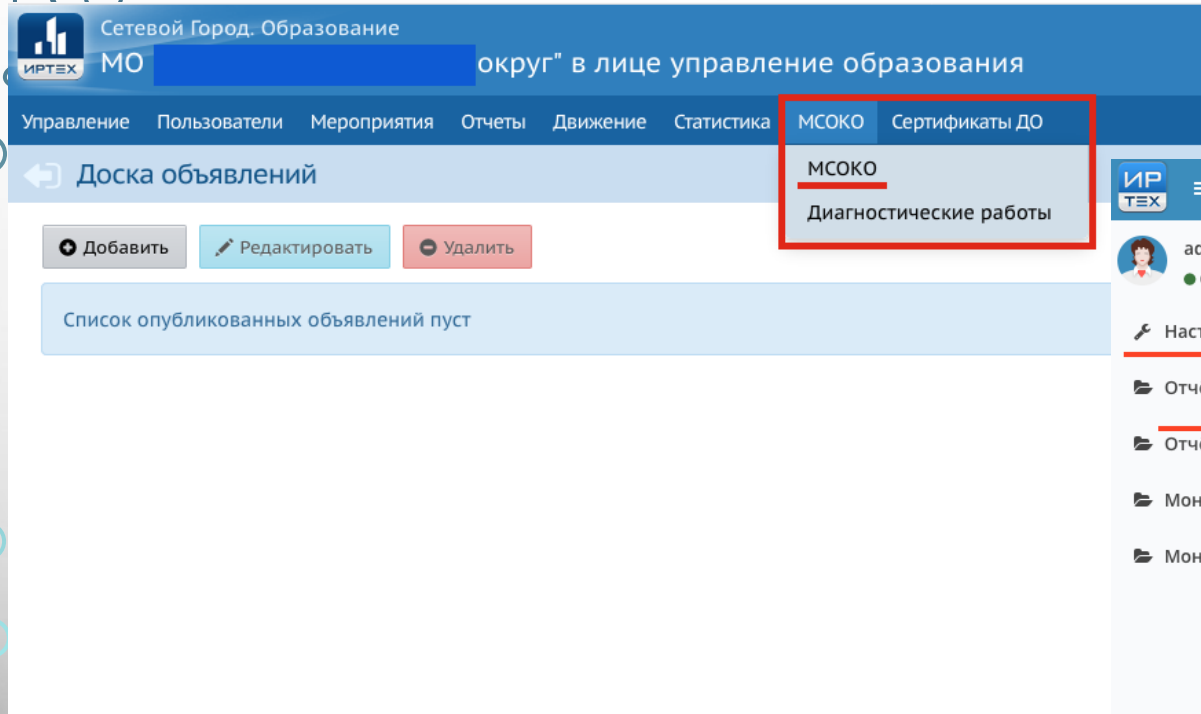 Сетевой Город. Образование
ИРТЕХ МО округ" в лице управление образования
Управление Пользователи Мероприятия Отчеты Движение Статистика МСОКО Сертификаты ДО
Доска объявлений
МСОКО
Диагностические работы
ИР
ТЕХ
Добавить Редактировать Удалить
Список опубликованных объявлений пуст